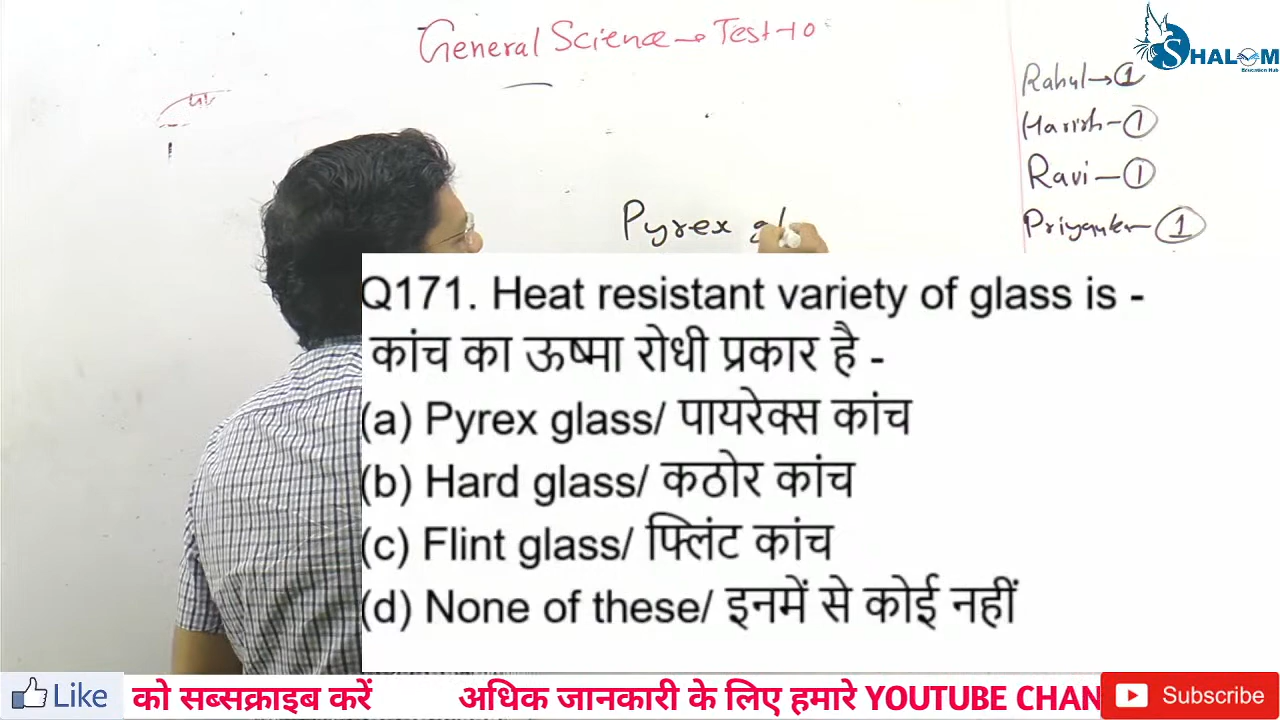 General Science → Test-10
SHALOM
Education Hub
Rahul → 1
Harish - 1
Ravi - 1
Priyanka - 1
Pyrex gl
Q171. Heat resistant variety of glass is -
कांच का ऊष्मा रोधी प्रकार है -
(a) Pyrex glass/ पायरेक्स कांच
(b) Hard glass/ कठोर कांच
(c) Flint glass/ फ्लिंट कांच
(d) None of these/ इनमें से कोई नहीं
Like को सब्सक्राइब करें अधिक जानकारी के लिए हमारे YOUTUBE CHAN Subscribe